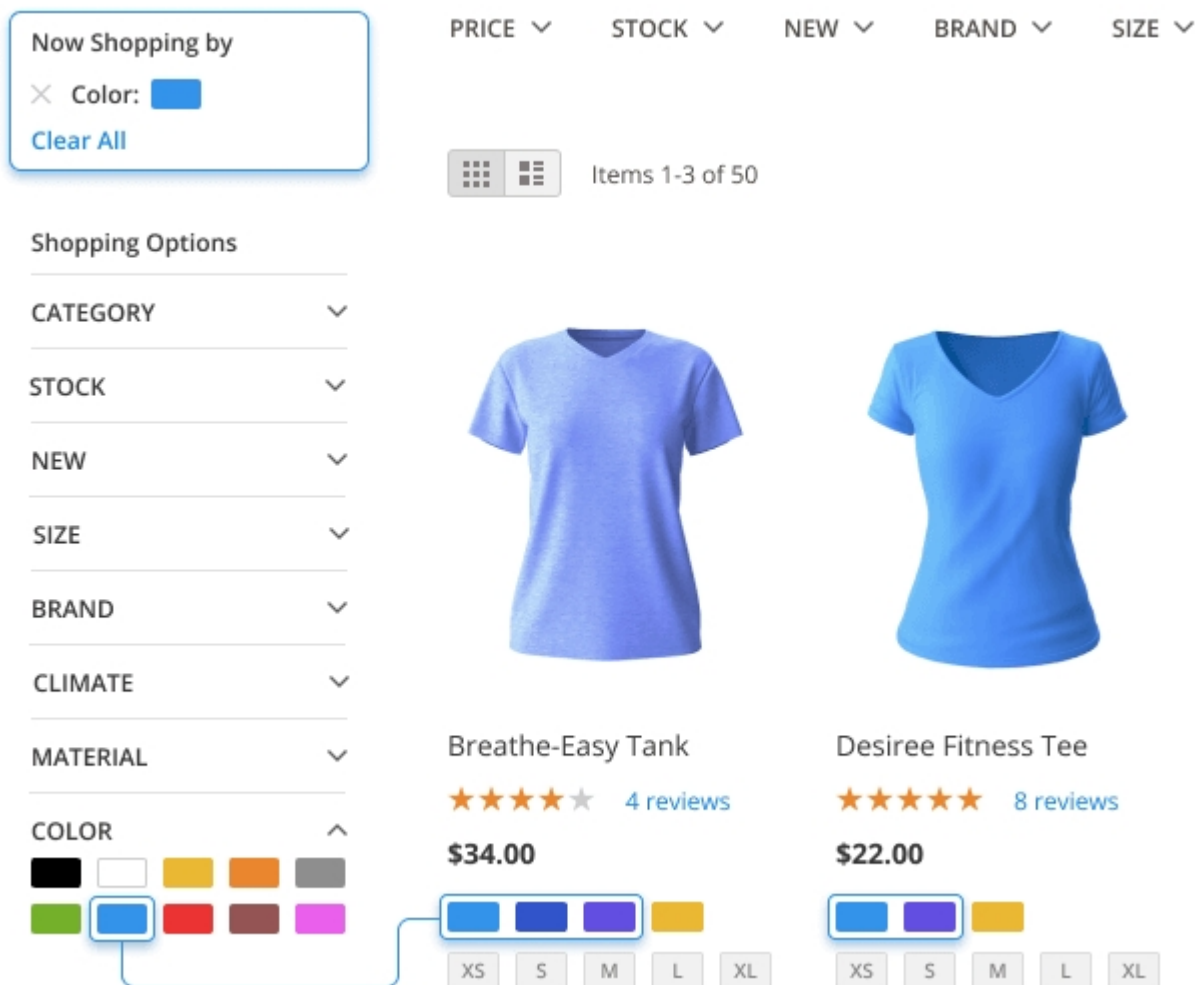 Now Shopping by
Color:
Clear All
PRICE STOCK NEW BRAND SIZE
Items 1-3 of 50
Shopping Options
CATEGORY
STOCK
NEW
SIZE
BRAND
CLIMATE
MATERIAL
COLOR
Breathe-Easy Tank
4 reviews
$34.00
XS S M L XL
Desiree Fitness Tee
8 reviews
$22.00
XS S M L XL